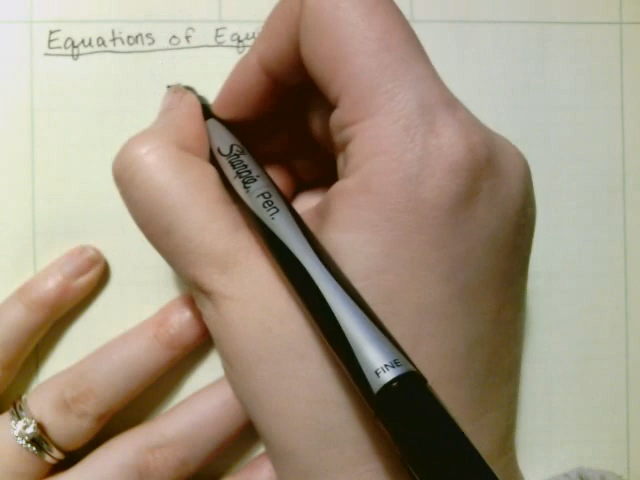 Equations of Equ
Sharpie. Pen.
FINE